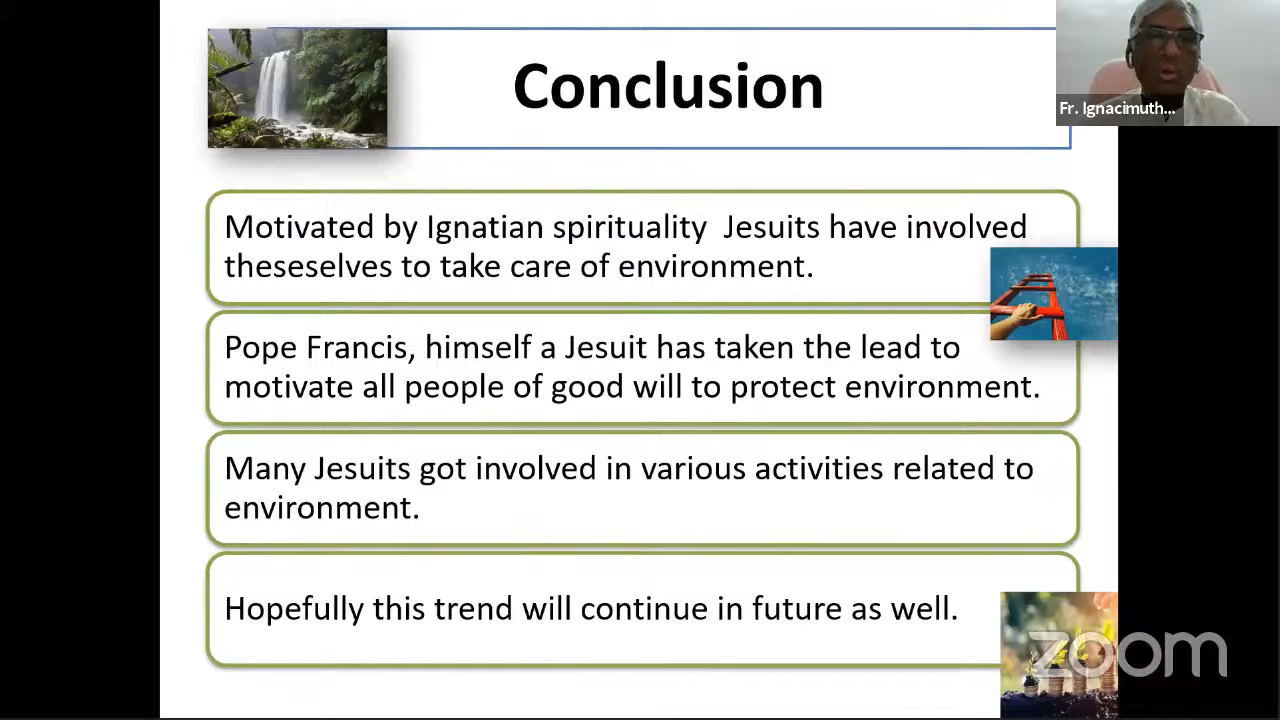 Conclusion
Fr. Ignacimuth...
Motivated by Ignatian spirituality Jesuits have involved
theseselves to take care of environment.
Pope Francis, himself a Jesuit has taken the lead to
motivate all people of good will to protect environment.
Many Jesuits got involved in various activities related to
environment.
Hopefully this trend will continue in future as well.
zoom